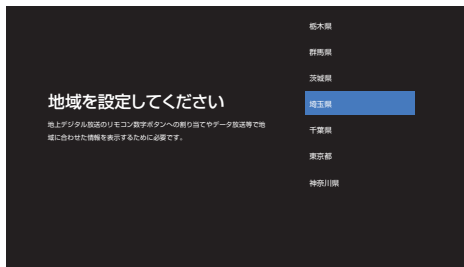 地域を設定してください
地上デジタル放送のリモコン数字ボタンへの割り当てやデータ放送等で地
域に合わせた情報を表示するために必要です。
栃木県
群馬県
茨城県
埼玉県
千葉県
東京都
神奈川県